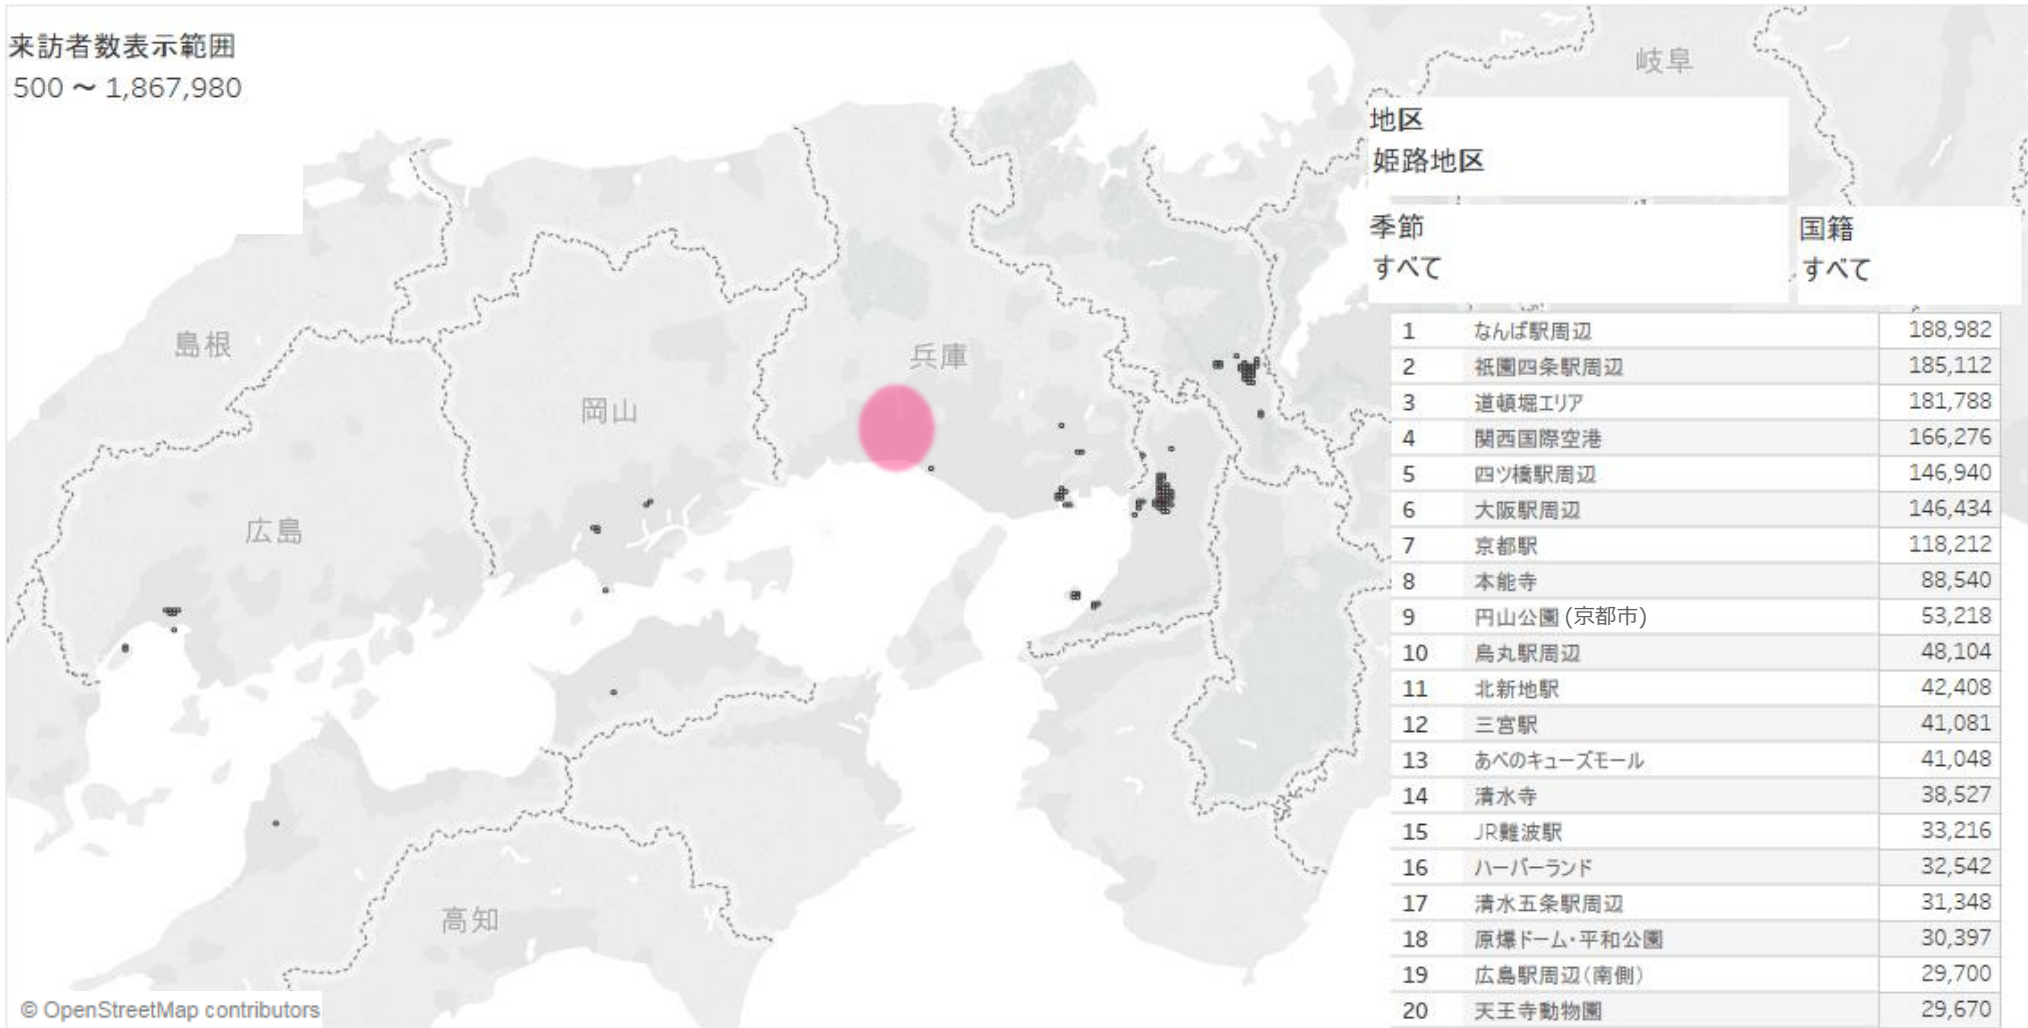 来訪者数表示範囲
500 ～ 1,867,980
岐阜
地区
姫路地区
季節
すべて
国籍
すべて
島根
岡山
兵庫
広島
高知
1 なんば駅周辺 188,982
2 祇園四条駅周辺 185,112
3 道頓堀エリア 181,788
4 関西国際空港 166,276
5 四ツ橋駅周辺 146,940
6 大阪駅周辺 146,434
7 京都駅 118,212
8 本能寺 88,540
9 円山公園 (京都市) 53,218
10 烏丸駅周辺 48,104
11 北新地駅 42,408
12 三宮駅 41,081
13 あべのキューズモール 41,048
14 清水寺 38,527
15 JR難波駅 33,216
16 ハーバーランド 32,542
17 清水五条駅周辺 31,348
18 原爆ドーム・平和公園 30,397
19 広島駅周辺（南側） 29,700
20 天王寺動物園 29,670
© OpenStreetMap contributors